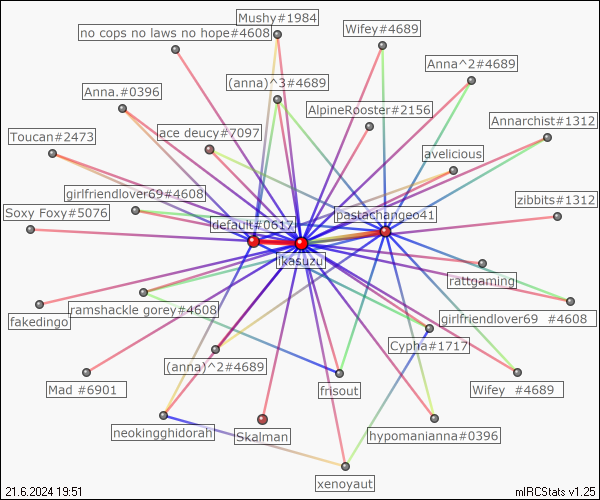 Mushy#1984
no cops no laws no hope#4608
Wifey#4689
Anna^2#4689
(anna)^3#4689
Anna.#0396
AlpineRooster#2156
Annarchist#1312
Toucan#2473
ace deucy#7097
avelicious
girlfriendlover69#4608
zibbits#1312
Soxy Foxy#5076
default#0617
pastachangeo41
lkasuzu
rattgaming
fakedingo
ramshackle gorey#4608
girlfriendlover69 #4608
Cypha#1717
(anna)^2#4689
Mad #6901
frisout
Wifey #4689
neokingghidorah
Skalman
hypomanianna#0396
xenoyaut
21.6.2024 19:51
mIRCStats v1.25